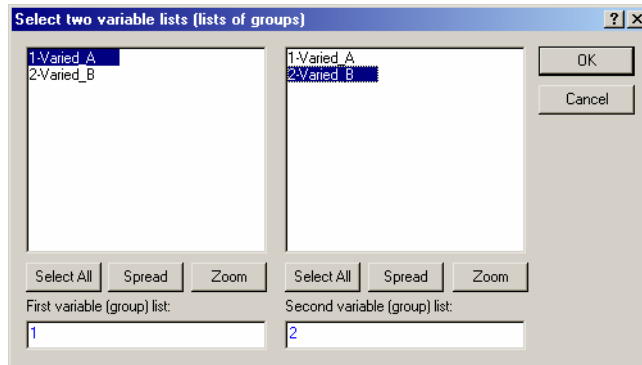 Select two variable lists (lists of groups)
1-Varied_A
2-Varied_B
1-Varied_A
2-Varied_B
OK
Cancel
Select All Spread Zoom
Select All Spread Zoom
First variable (group) list:
Second variable (group) list:
1
2